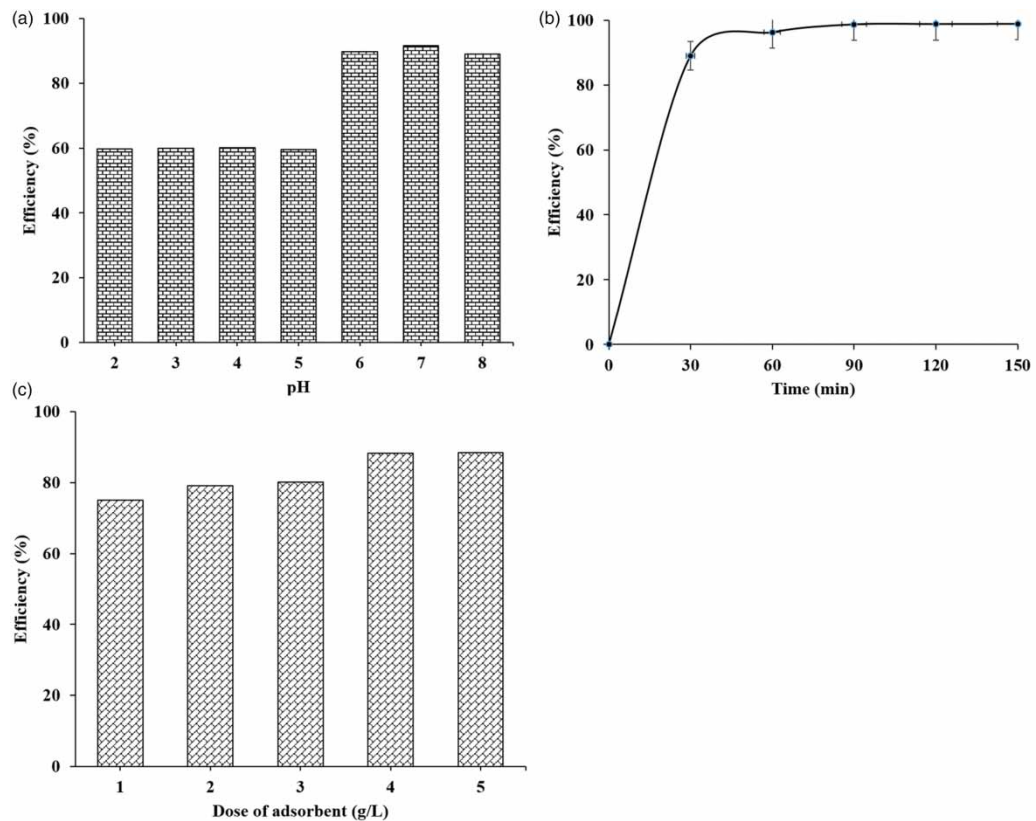 (a)
100
80
60
40
20
0
Efficiency (%)
2 3 4 5 6 7 8
pH
(b)
100
80
60
40
20
0
Efficiency (%)
0 30 60 90 120 150
Time (min)
(c)
100
80
60
40
20
0
Efficiency (%)
1 2 3 4 5
Dose of adsorbent (g/L)